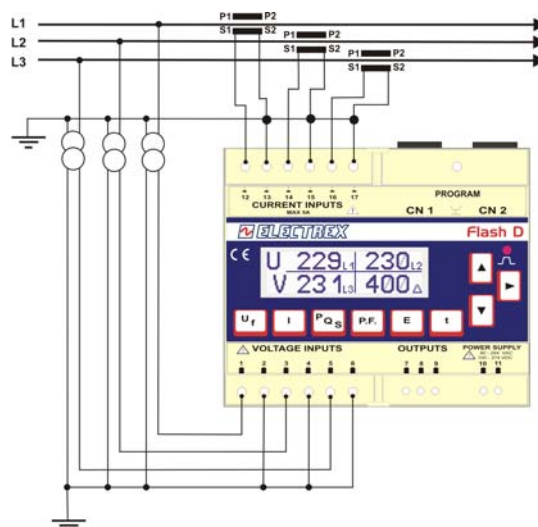 L1 P1 P2
S1 S2
L2 P1 P2
S1 S2
L3 P1 P2
S1 S2
12 13 14 15 16 17
CURRENT INPUTS
MAX 5A
PROGRAM
CN 1 CN 2
ELECTREX Flash D
CE
U 229 L1 230 L2
V 231 L3 400 Δ
Uf I PQS P.F. E t
VOLTAGE INPUTS OUTPUTS POWER SUPPLY
1 2 3 4 5 6 7 8 9 10 11